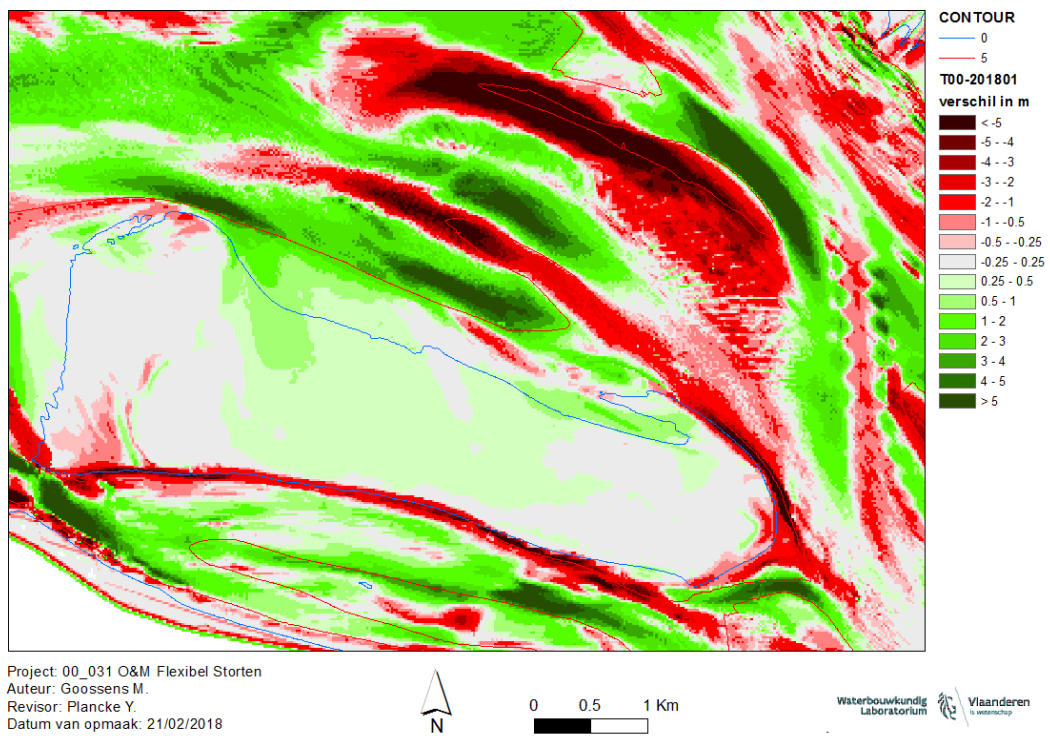 CONTOUR
0
5
T00-201801
verschil in m
< -5
-5 - -4
-4 - -3
-3 - -2
-2 - -1
-1 - -0.5
-0.5 - -0.25
-0.25 - 0.25
0.25 - 0.5
0.5 - 1
1 - 2
2 - 3
3 - 4
4 - 5
> 5
Project: 00_031 O&M Flexibel Storten
Auteur: Goossens M.
Revisor: Plancke Y.
Datum van opmaak: 21/02/2018
N
0 0.5 1 Km
Waterbouwkundig
Laboratorium
Vlaanderen
is wetenschap